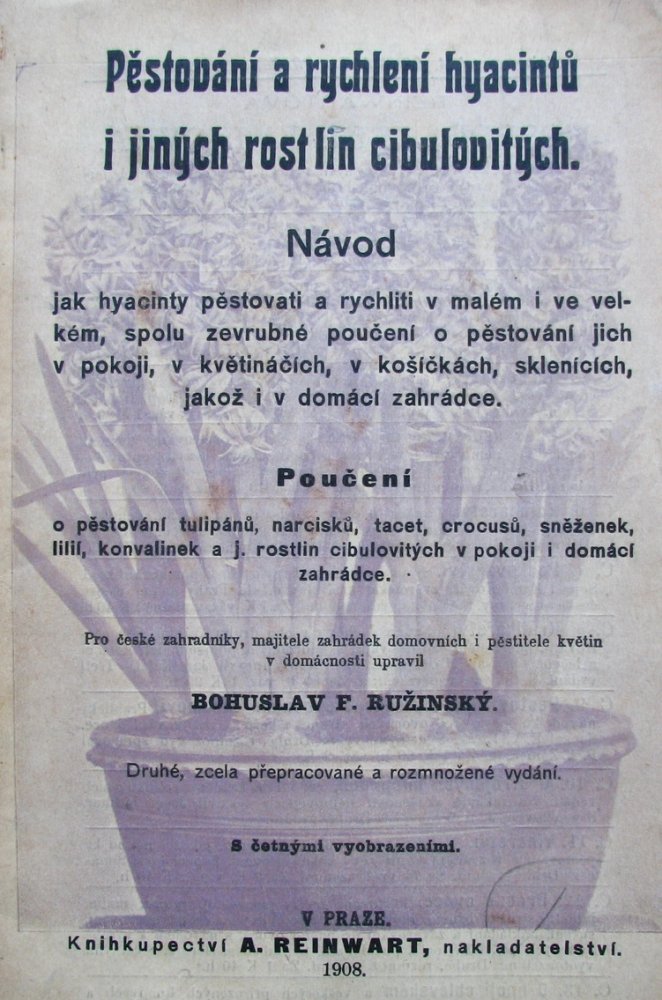 Pěstování a rychlení hyacintů
i jiných rostlin cibulovitých.
Návod
jak hyacinty pěstovati a rychliti v malém i ve vel-
kém, spolu zevrubné poučení o pěstování jich
v pokoji, v květináčích, v košíčkách, sklenících,
jakož i v domácí zahrádce.
Poučení
o pěstování tulipánů, narcisků, tacet, crocusů, sněženek,
lilií, konvalinek a j. rostlin cibulovitých v pokoji i domácí
zahrádce.
Pro české zahradníky, majitele zahrádek domovních i pěstitele květin
v domácnosti upravil
BOHUSLAV F. RUŽINSKÝ.
Druhé, zcela přepracované a rozmnožené vydání.
S četnými vyobrazeními.
V PRAZE.
Knihkupectví A. REINWART, nakladatelství.
1908.